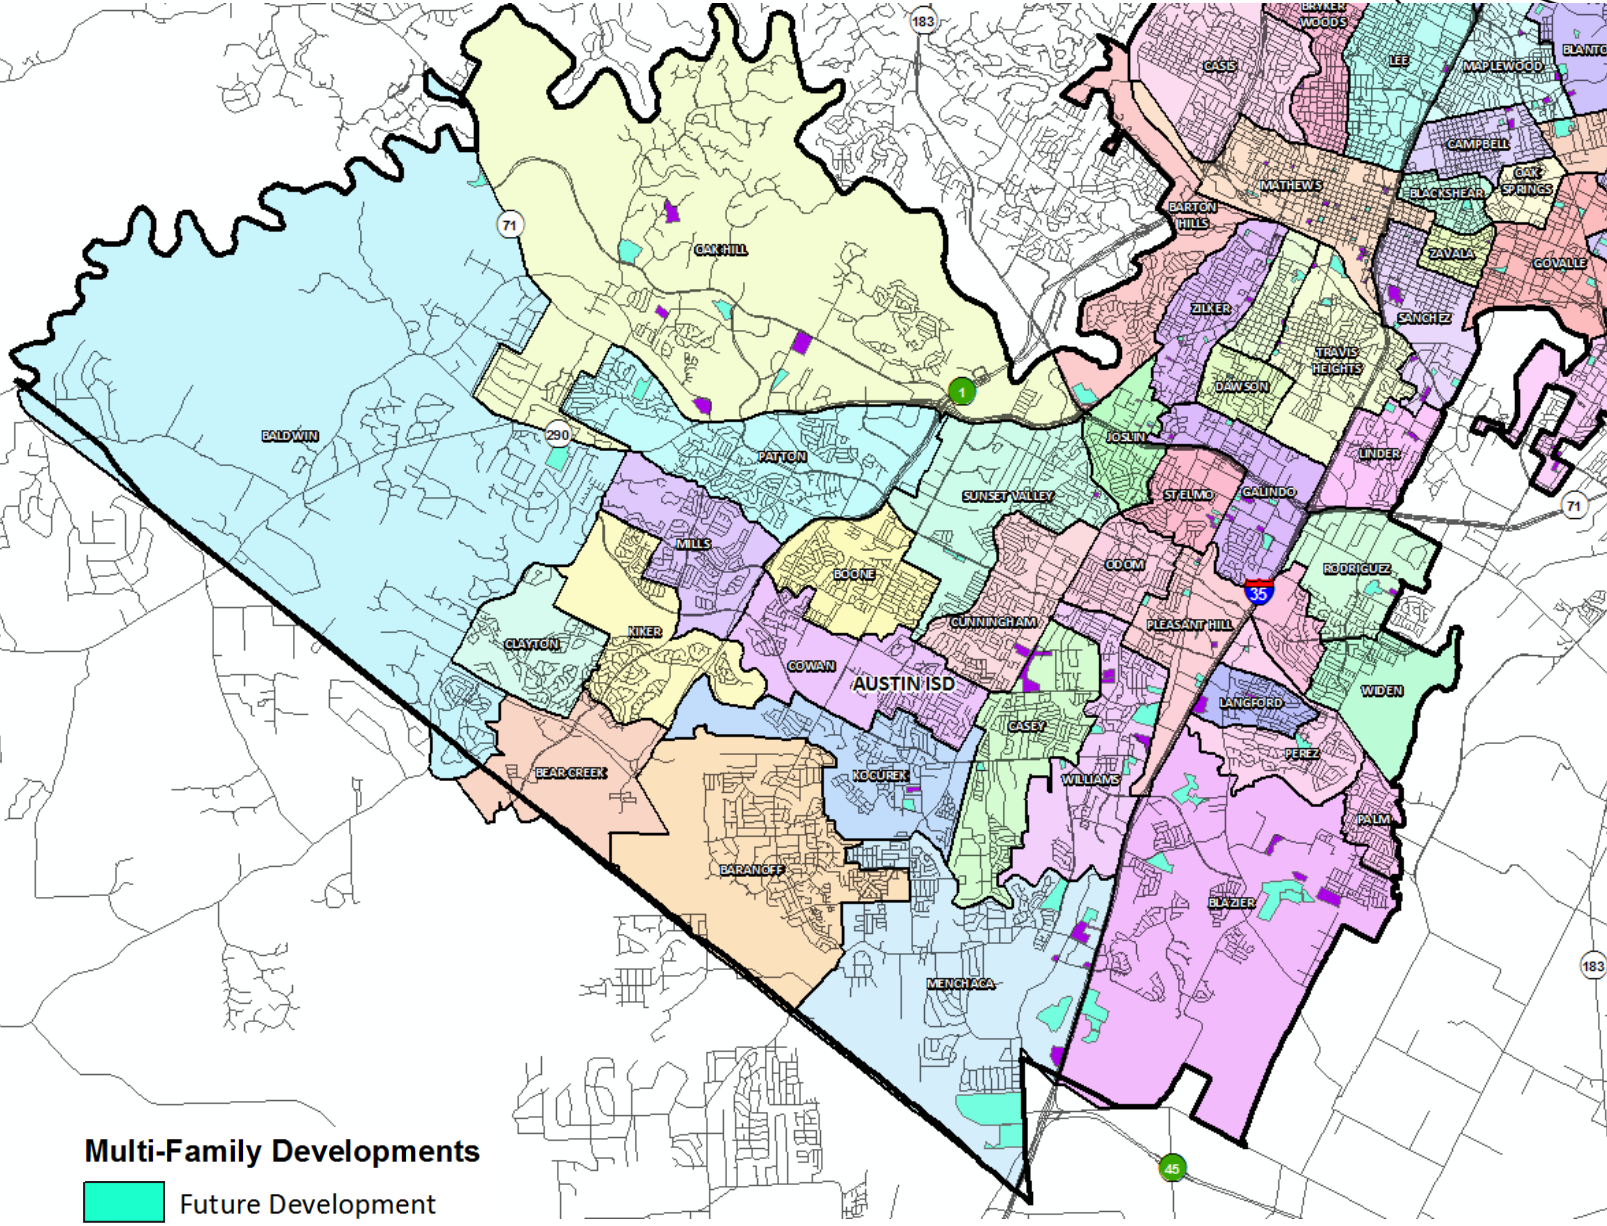 183
BRYKER
WOODS
CASIS
LEE
MAPLEWOOD
BLANTO
CAMPBELL
OAK
SPRINGS
MATHEWS
BLACKSHEAR
BARTON
HILLS
71
OAK HILL
ZAVALA
GOVALLE
ZILKER
SANCHEZ
TRAVIS
HEIGHTS
DAWSON
1
BALDWIN
290
JOSLIN
PATTON
LINDER
SUNSET VALLEY
ST ELMO
GALINDO
71
MILLS
BOONE
ODOM
RODRIGUEZ
35
CUNNINGHAM
PLEASANT HILL
KIKER
CLAYTON
COWAN
AUSTIN ISD
WIDEN
LANGFORD
CASEY
PEREZ
BEAR CREEK
KOCUREK
WILLIAMS
PALM
BARANOFF
BLAZIER
MENCHACA
183
45
Multi-Family Developments
Future Development